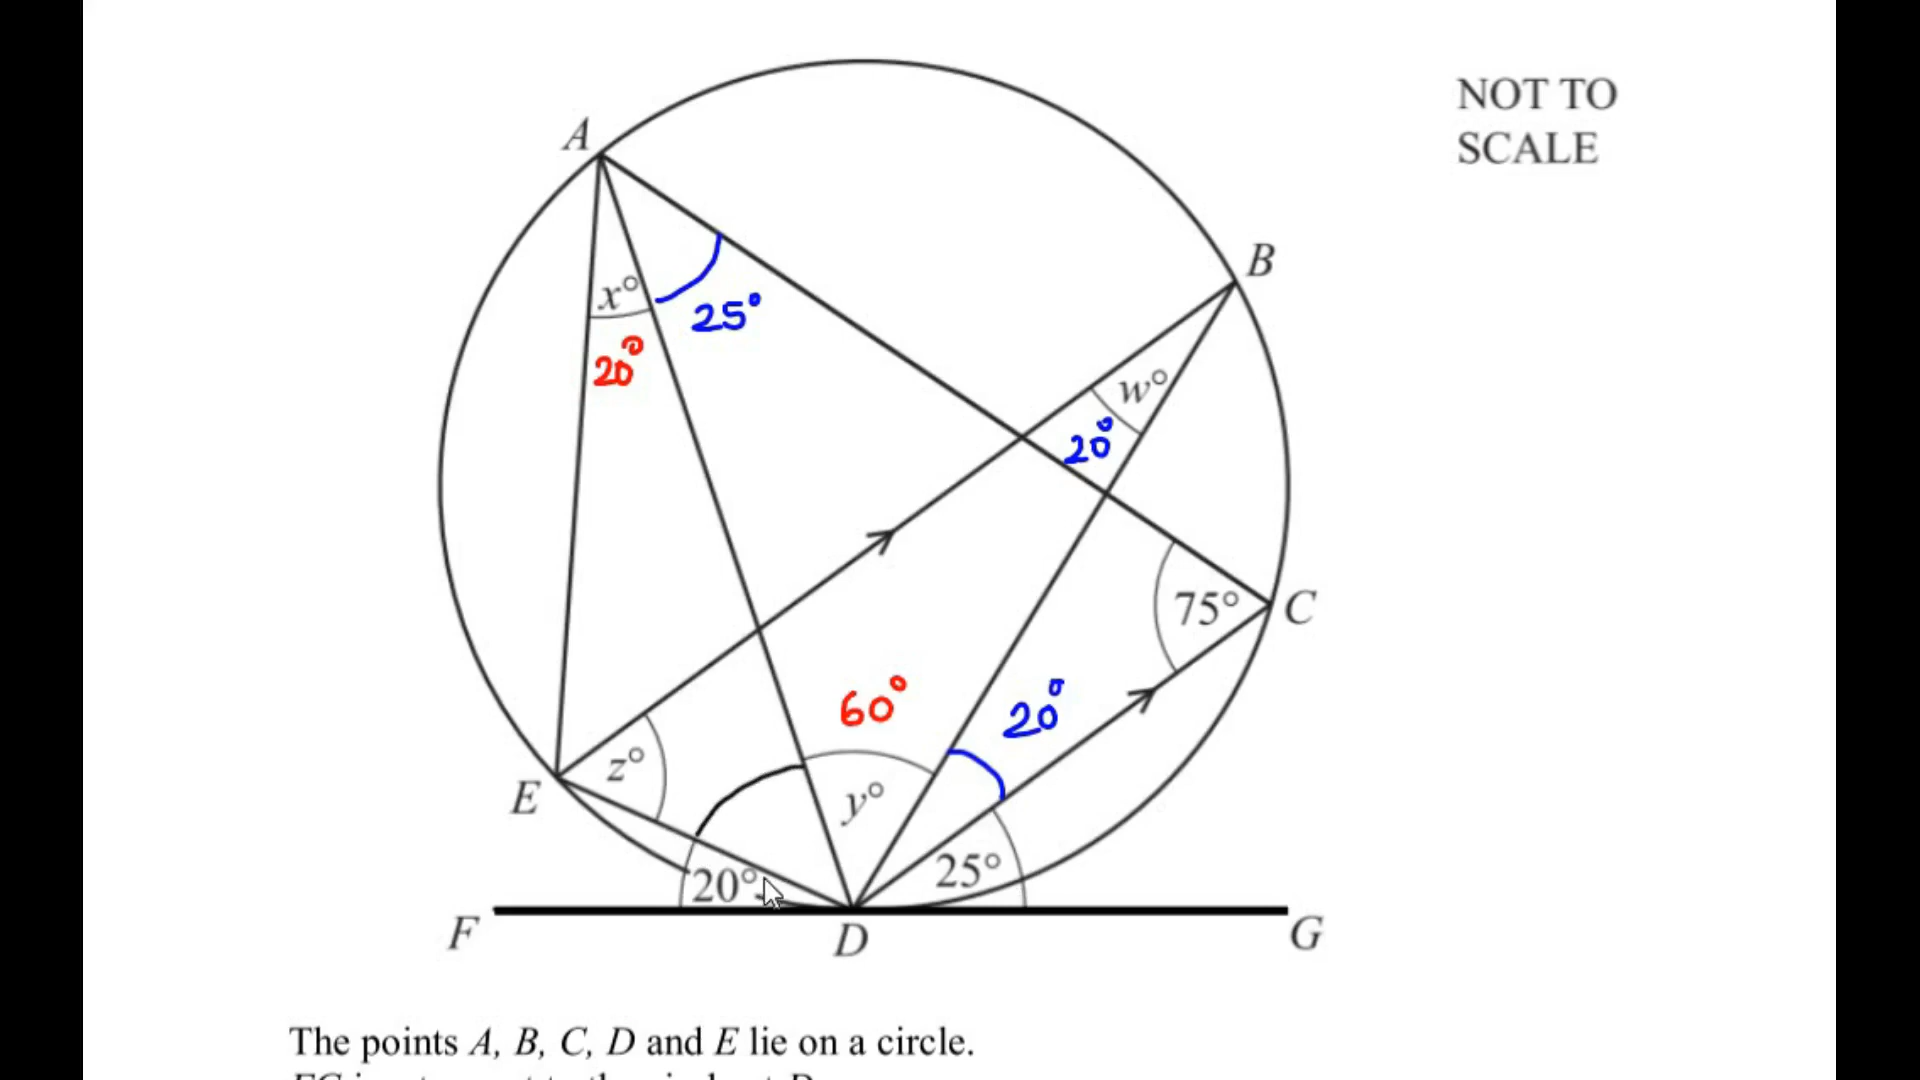 NOT TO
SCALE
A
B
x°
25°
20°
w°
20°
75°
C
60°
20°
z°
E
y°
20°
25°
F
D
G
The points A, B, C, D and E lie on a circle.